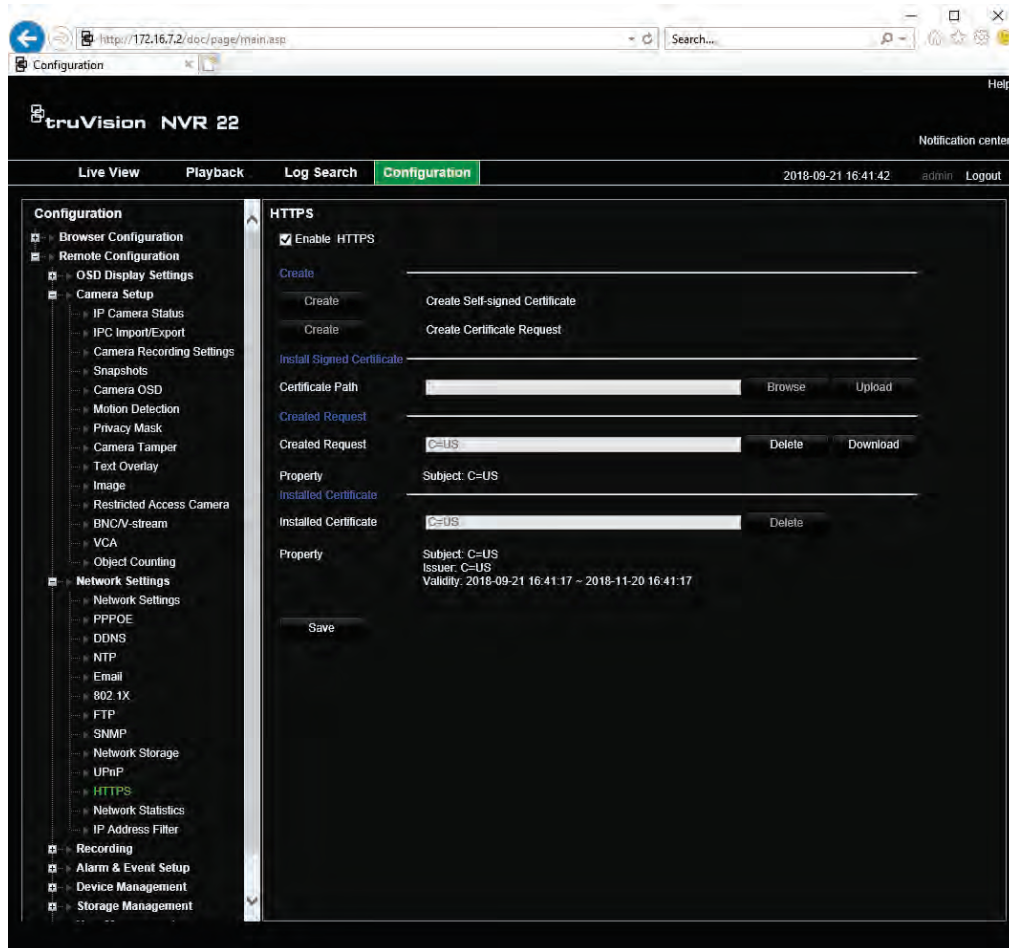 http://172.16.7.2/doc/page/main.asp
Search...
Configuration
Help
truVision NVR 22
Notification center
Live View Playback Log Search Configuration 2018-09-21 16:41:42 admin Logout
Configuration
Browser Configuration
Remote Configuration
OSD Display Settings
Camera Setup
IP Camera Status
IPC Import/Export
Camera Recording Settings
Snapshots
Camera OSD
Motion Detection
Privacy Mask
Camera Tamper
Text Overlay
Image
Restricted Access Camera
BNC/V-stream
VCA
Object Counting
Network Settings
Network Settings
PPPOE
DDNS
NTP
Email
802.1X
FTP
SNMP
Network Storage
UPnP
HTTPS
Network Statistics
IP Address Filter
Recording
Alarm & Event Setup
Device Management
Storage Management
HTTPS
Enable HTTPS
Create
Create Create Self-signed Certificate
Create Create Certificate Request
Install Signed Certificate
Certificate Path Browse Upload
Created Request
Created Request C=US Delete Download
Property Subject: C=US
Installed Certificate
Installed Certificate C=US Delete
Property Subject: C=US
Issuer: C=US
Validity: 2018-09-21 16:41:17 ~ 2018-11-20 16:41:17
Save